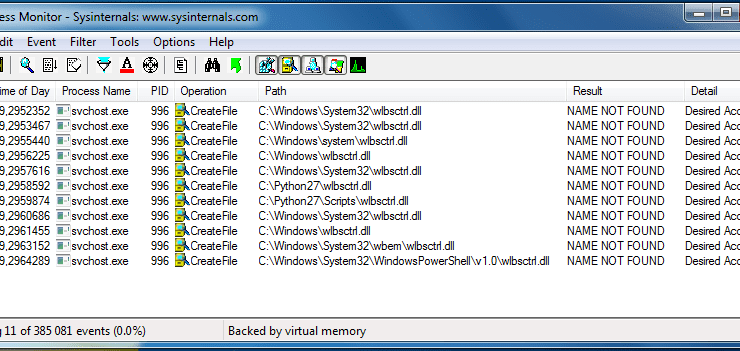 ess Monitor - Sysinternals: www.sysinternals.com
dit Event Filter Tools Options Help
ime of Day Process Name PID Operation Path Result Detail
9,2952352 svchost.exe 996 CreateFile C:\Windows\System32\wlbsctrl.dll NAME NOT FOUND Desired Acc
9,2953467 svchost.exe 996 CreateFile C:\Windows\System32\wlbsctrl.dll NAME NOT FOUND Desired Acc
9,2955440 svchost.exe 996 CreateFile C:\Windows\system\wlbsctrl.dll NAME NOT FOUND Desired Acc
9,2956225 svchost.exe 996 CreateFile C:\Windows\wlbsctrl.dll NAME NOT FOUND Desired Acc
9,2957616 svchost.exe 996 CreateFile C:\Windows\System32\wlbsctrl.dll NAME NOT FOUND Desired Acc
9,2958592 svchost.exe 996 CreateFile C:\Python27\wlbsctrl.dll NAME NOT FOUND Desired Acc
9,2959874 svchost.exe 996 CreateFile C:\Python27\Scripts\wlbsctrl.dll NAME NOT FOUND Desired Acc
9,2960686 svchost.exe 996 CreateFile C:\Windows\System32\wlbsctrl.dll NAME NOT FOUND Desired Acc
9,2961455 svchost.exe 996 CreateFile C:\Windows\wlbsctrl.dll NAME NOT FOUND Desired Acc
9,2963152 svchost.exe 996 CreateFile C:\Windows\System32\wbem\wlbsctrl.dll NAME NOT FOUND Desired Acc
9,2964289 svchost.exe 996 CreateFile C:\Windows\System32\WindowsPowerShell\v1.0\wlbsctrl.dll NAME NOT FOUND Desired Acc
g 11 of 385 081 events (0.0%) Backed by virtual memory